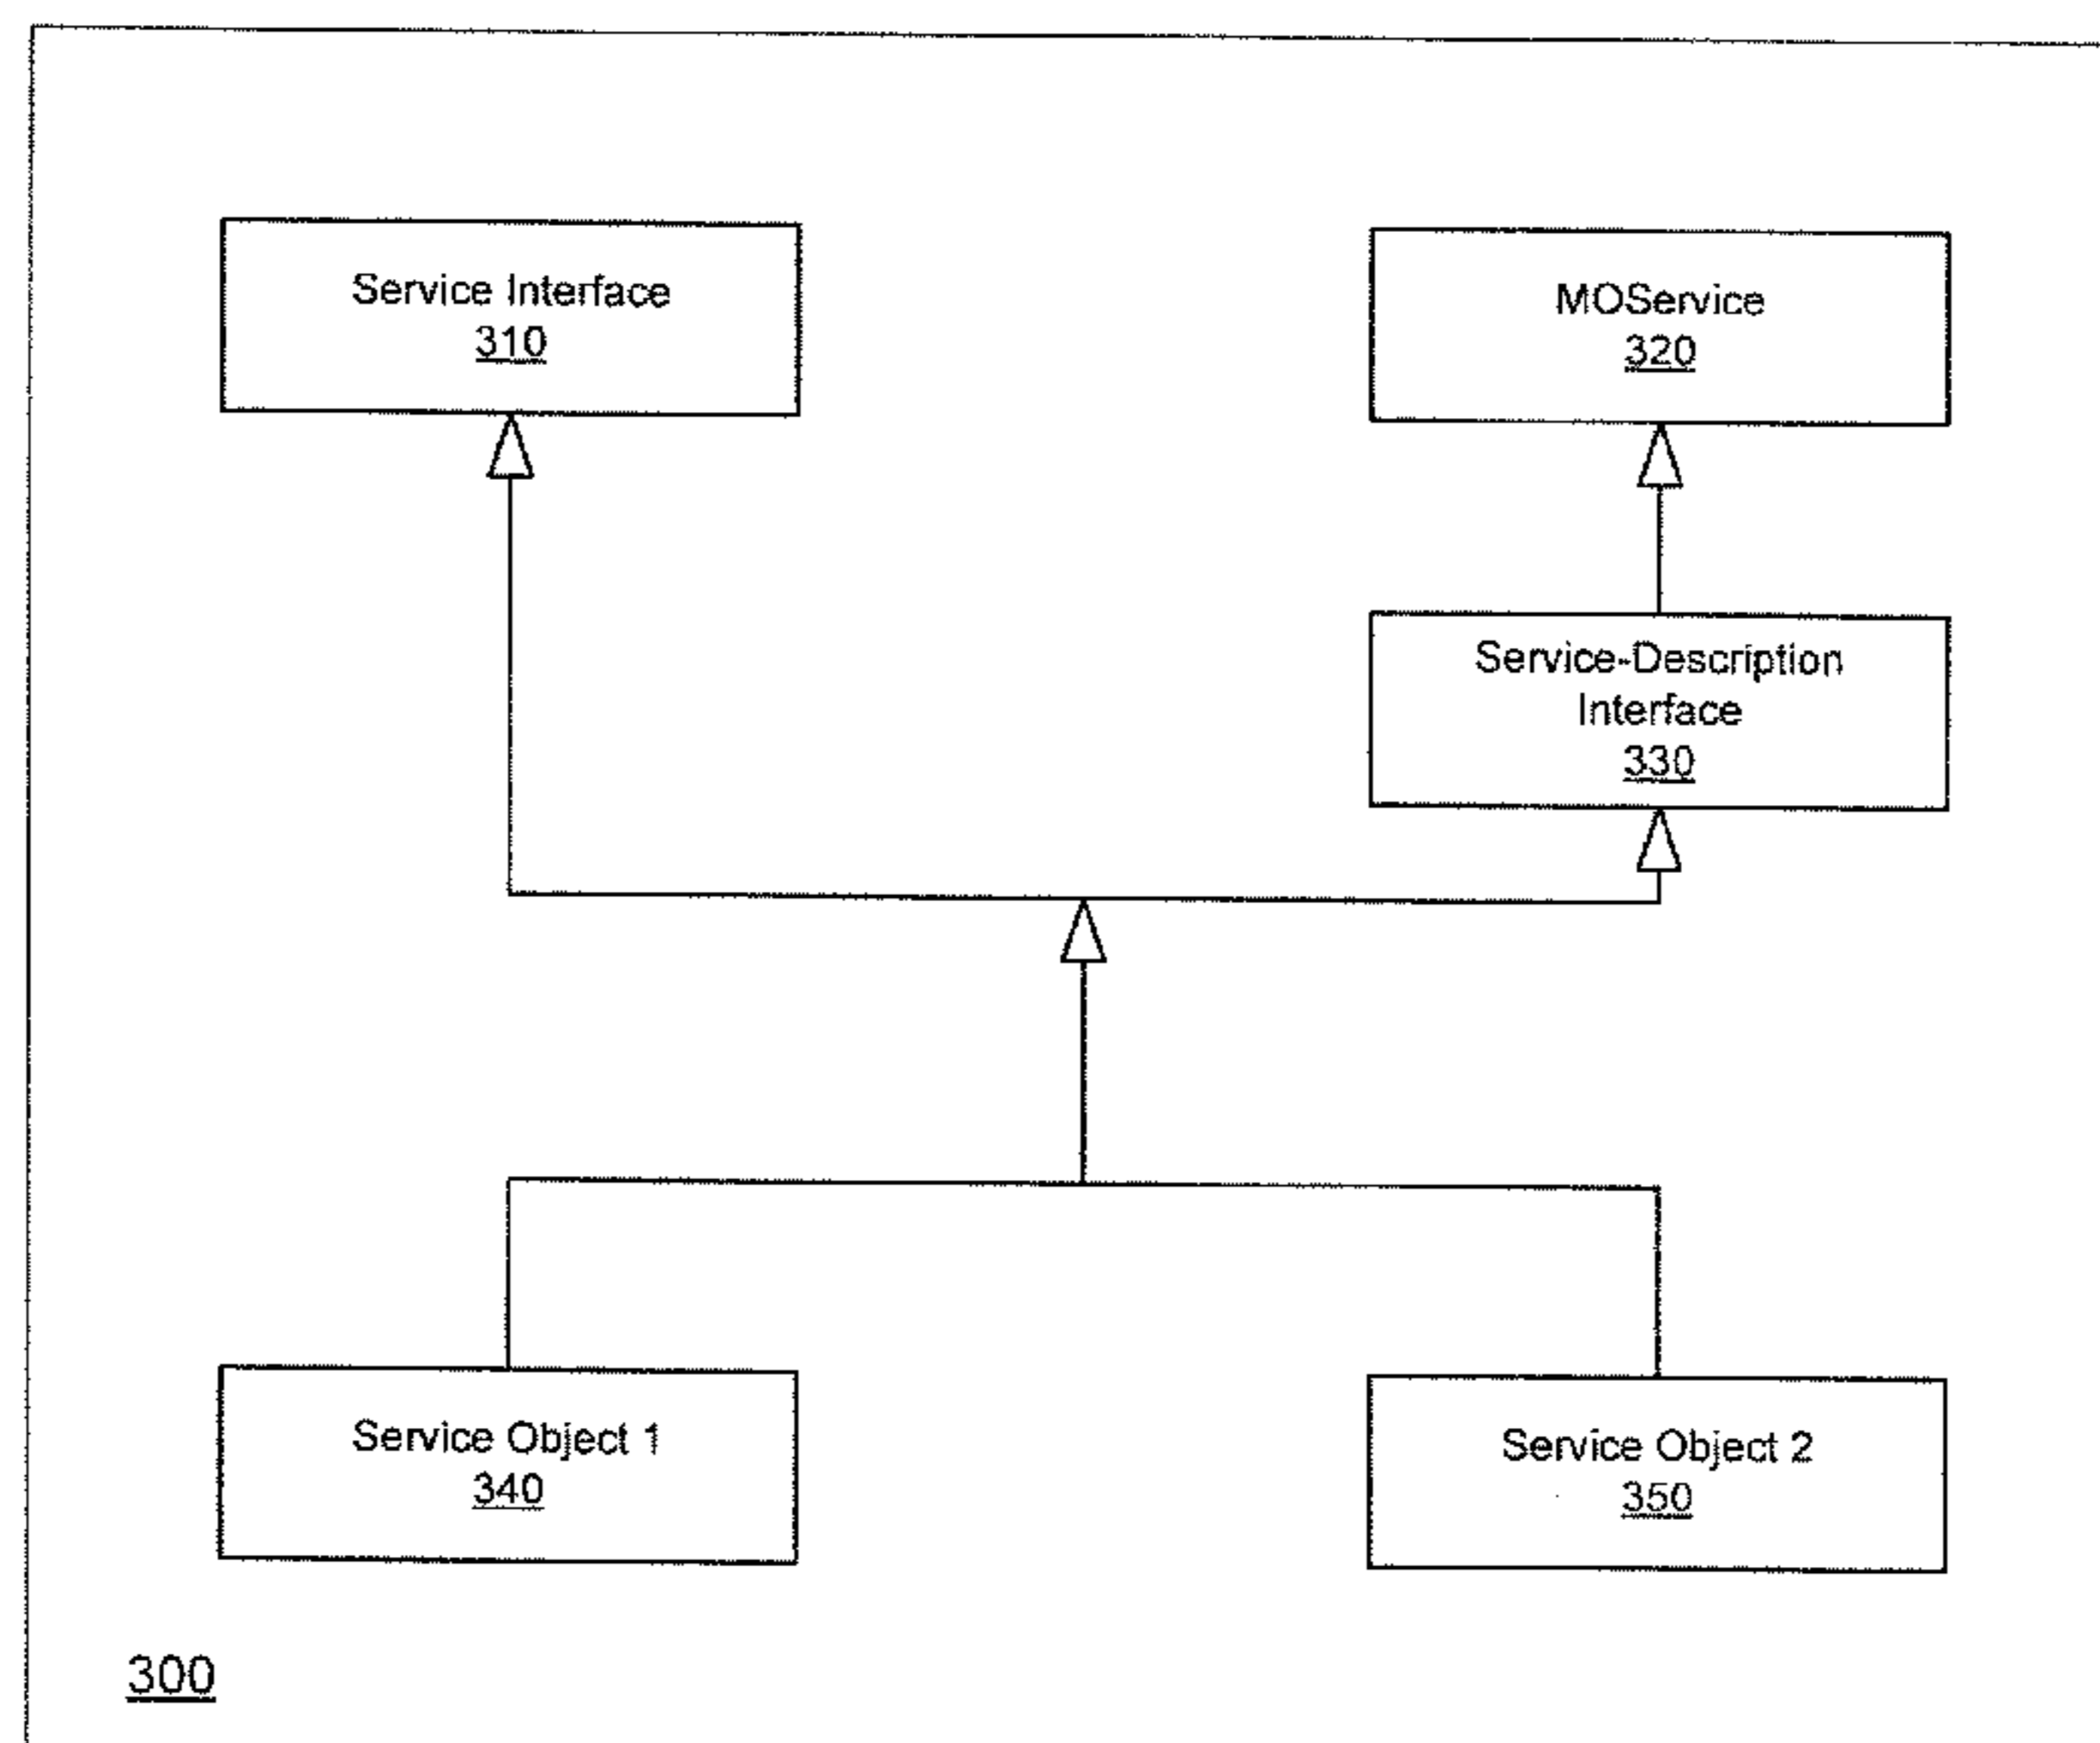 Service Interface
310
MOService
320
Service-Description
Interface
330
Service Object 1
340
Service Object 2
350
300